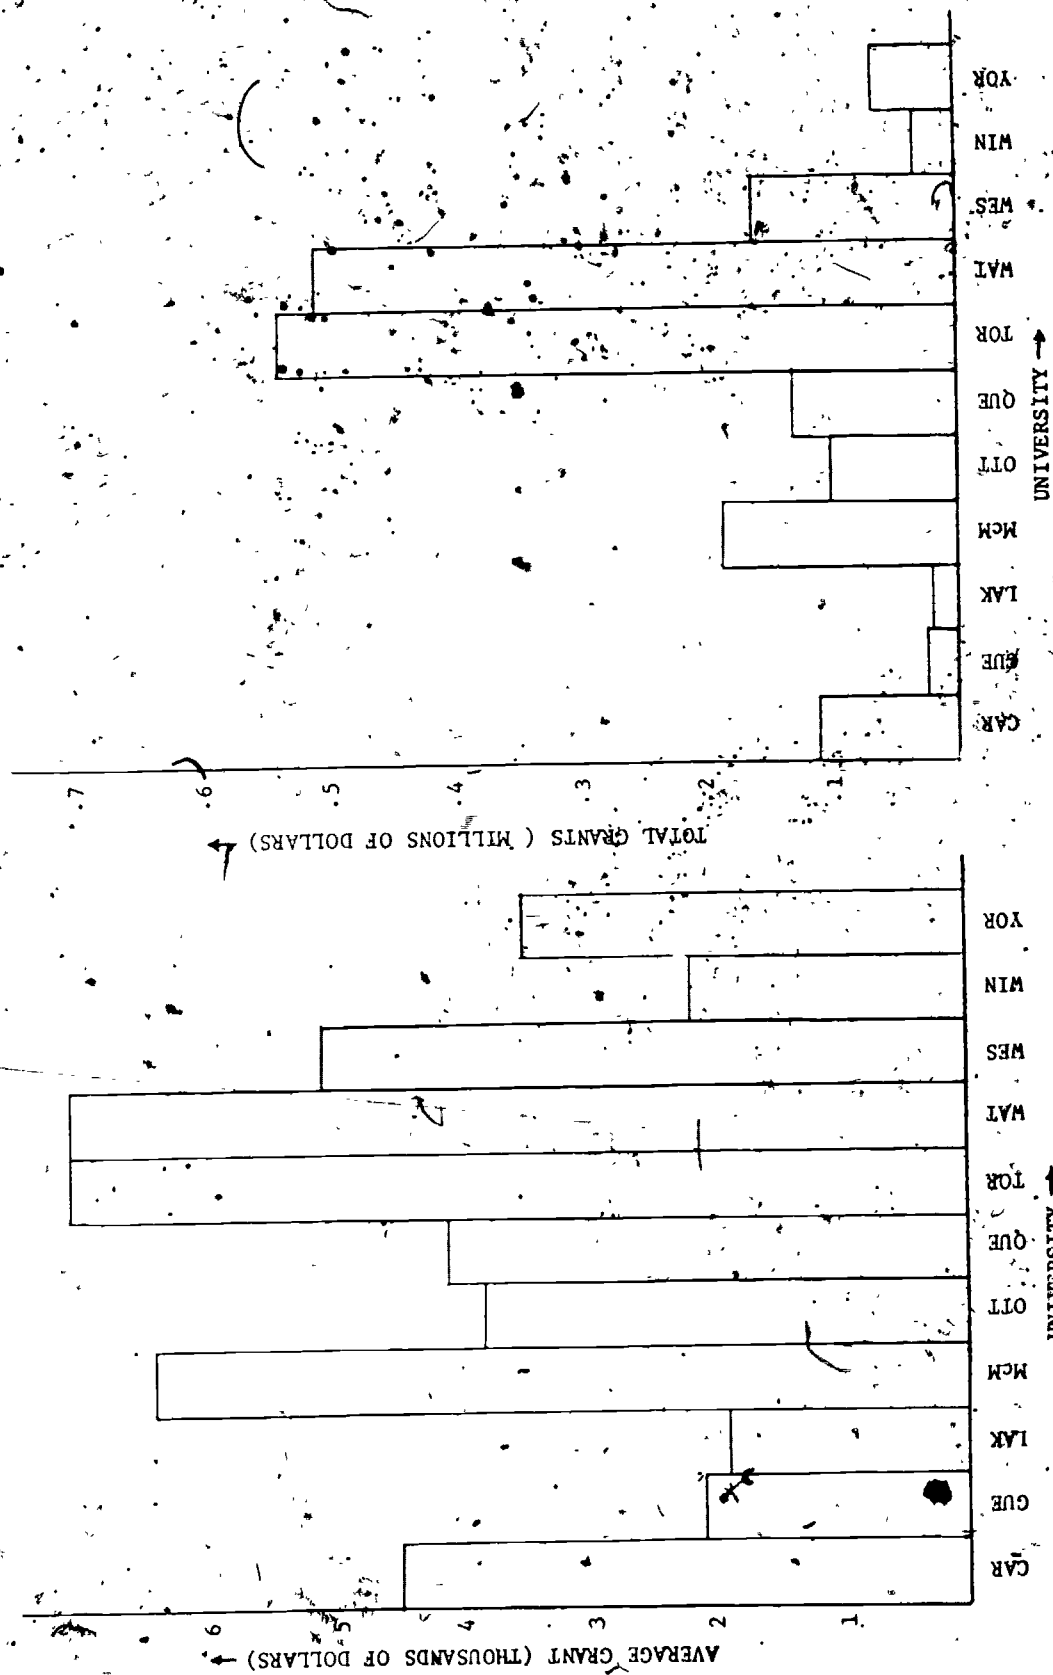 .7 .6 .5 .4 .3 .2 .1
TOTAL GRANTS ( MILLIONS OF DOLLARS)
CAR GUE LAK McM OTT QUE TOR WAT WES WIN YOR
UNIVERSITY
6 5 4 3 2 1
AVERAGE GRANT (THOUSANDS OF DOLLARS)
CAR GUE LAK McM OTT QUE TOR WAT WES WIN YOR
UNIVERSITY